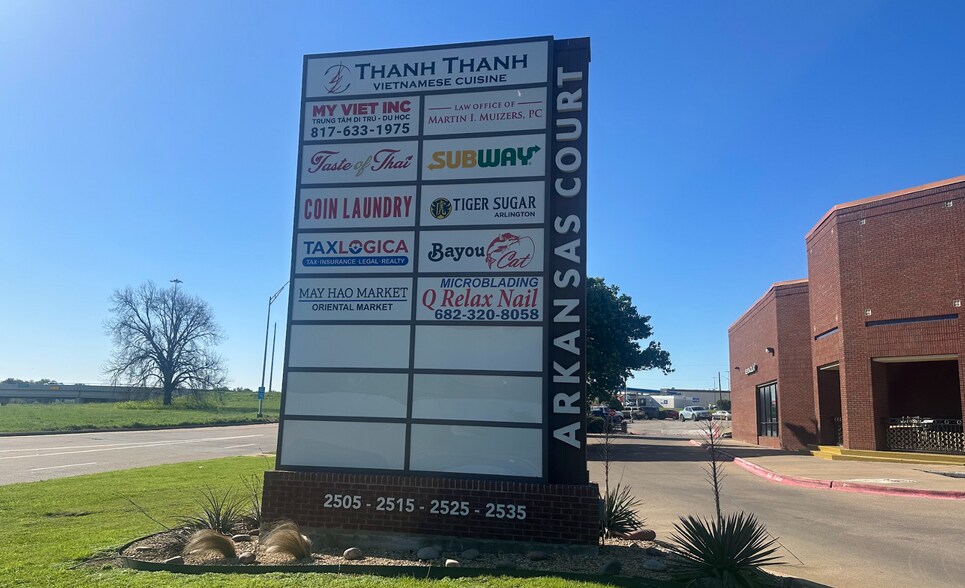 THANH THANH
VIETNAMESE CUISINE
MY VIET INC
TRUNG TÂM DI TRÚ - DU HỌC
817-633-1975
LAW OFFICE OF
MARTIN I. MUIZERS, PC
Taste of Thai
SUBWAY
COIN LAUNDRY
TIGER SUGAR
ARLINGTON
TAXLOGICA
TAX·INSURANCE·LEGAL·REALTY
Bayou Cat
MAY HAO MARKET
ORIENTAL MARKET
MICROBLADING
Q Relax Nail
682-320-8058
ARKANSAS COURT
2505 - 2515 - 2525 - 2535